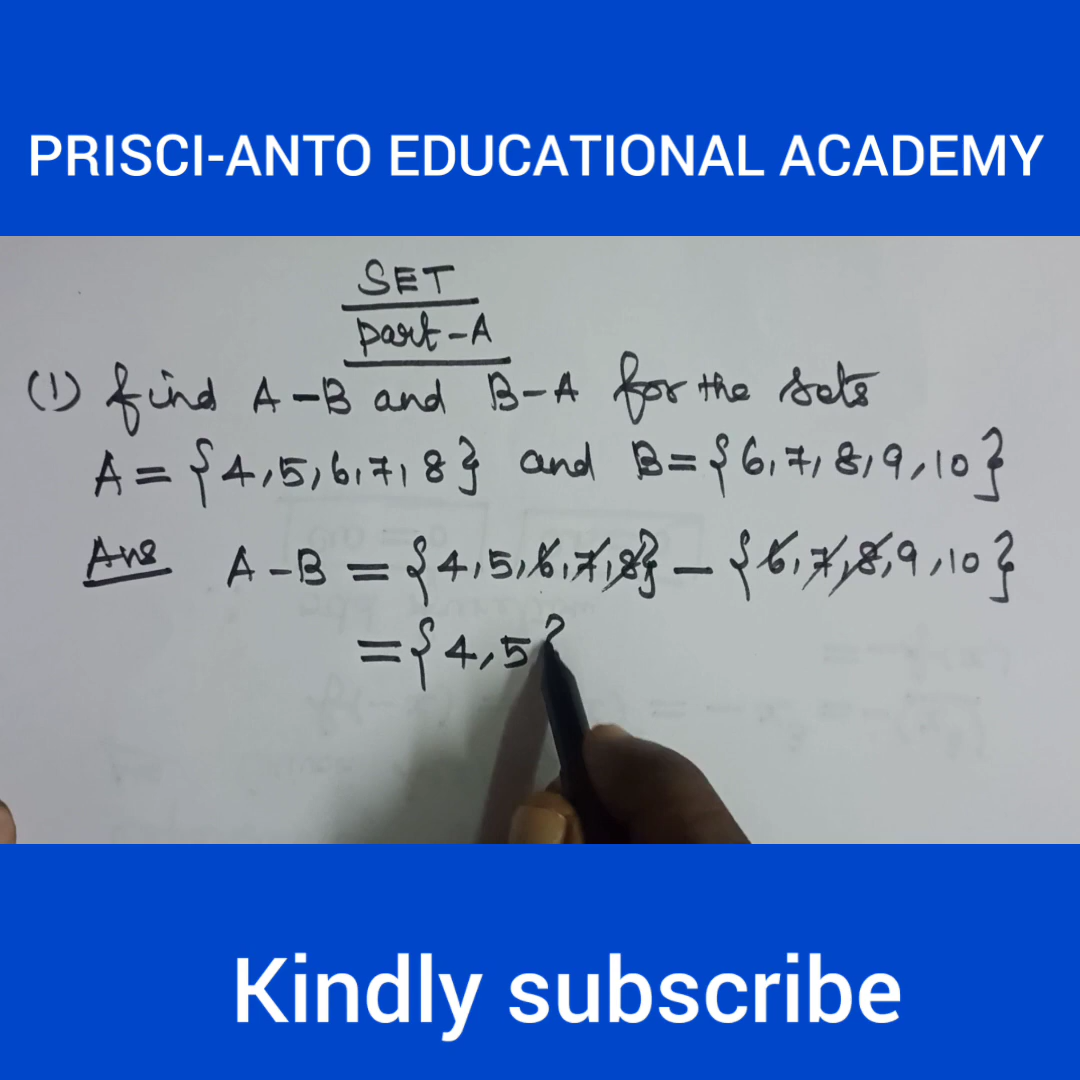 PRISCI-ANTO EDUCATIONAL ACADEMY
SET
part-A
(1) find A-B and B-A for the sets
A = {4,5,6,7,8} and B = {6,7,8,9,10}
Ans A-B = {4,5,6,7,8} - {6,7,8,9,10}
= {4,5}
Kindly subscribe